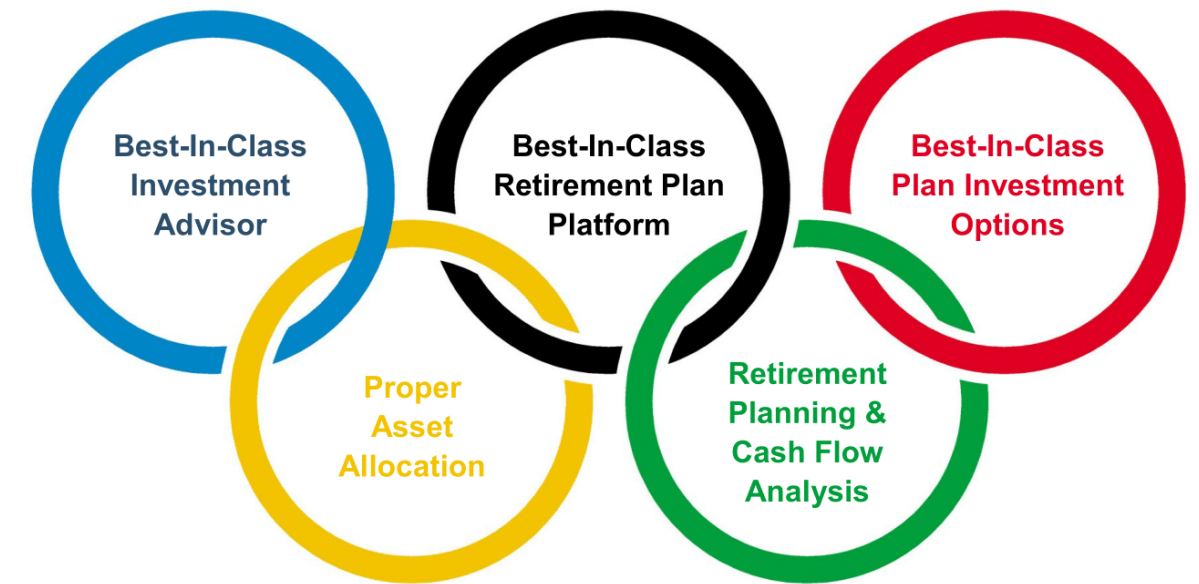 Best-In-Class
Investment
Advisor
Best-In-Class
Retirement Plan
Platform
Best-In-Class
Plan Investment
Options
Proper
Asset
Allocation
Retirement
Planning &
Cash Flow
Analysis